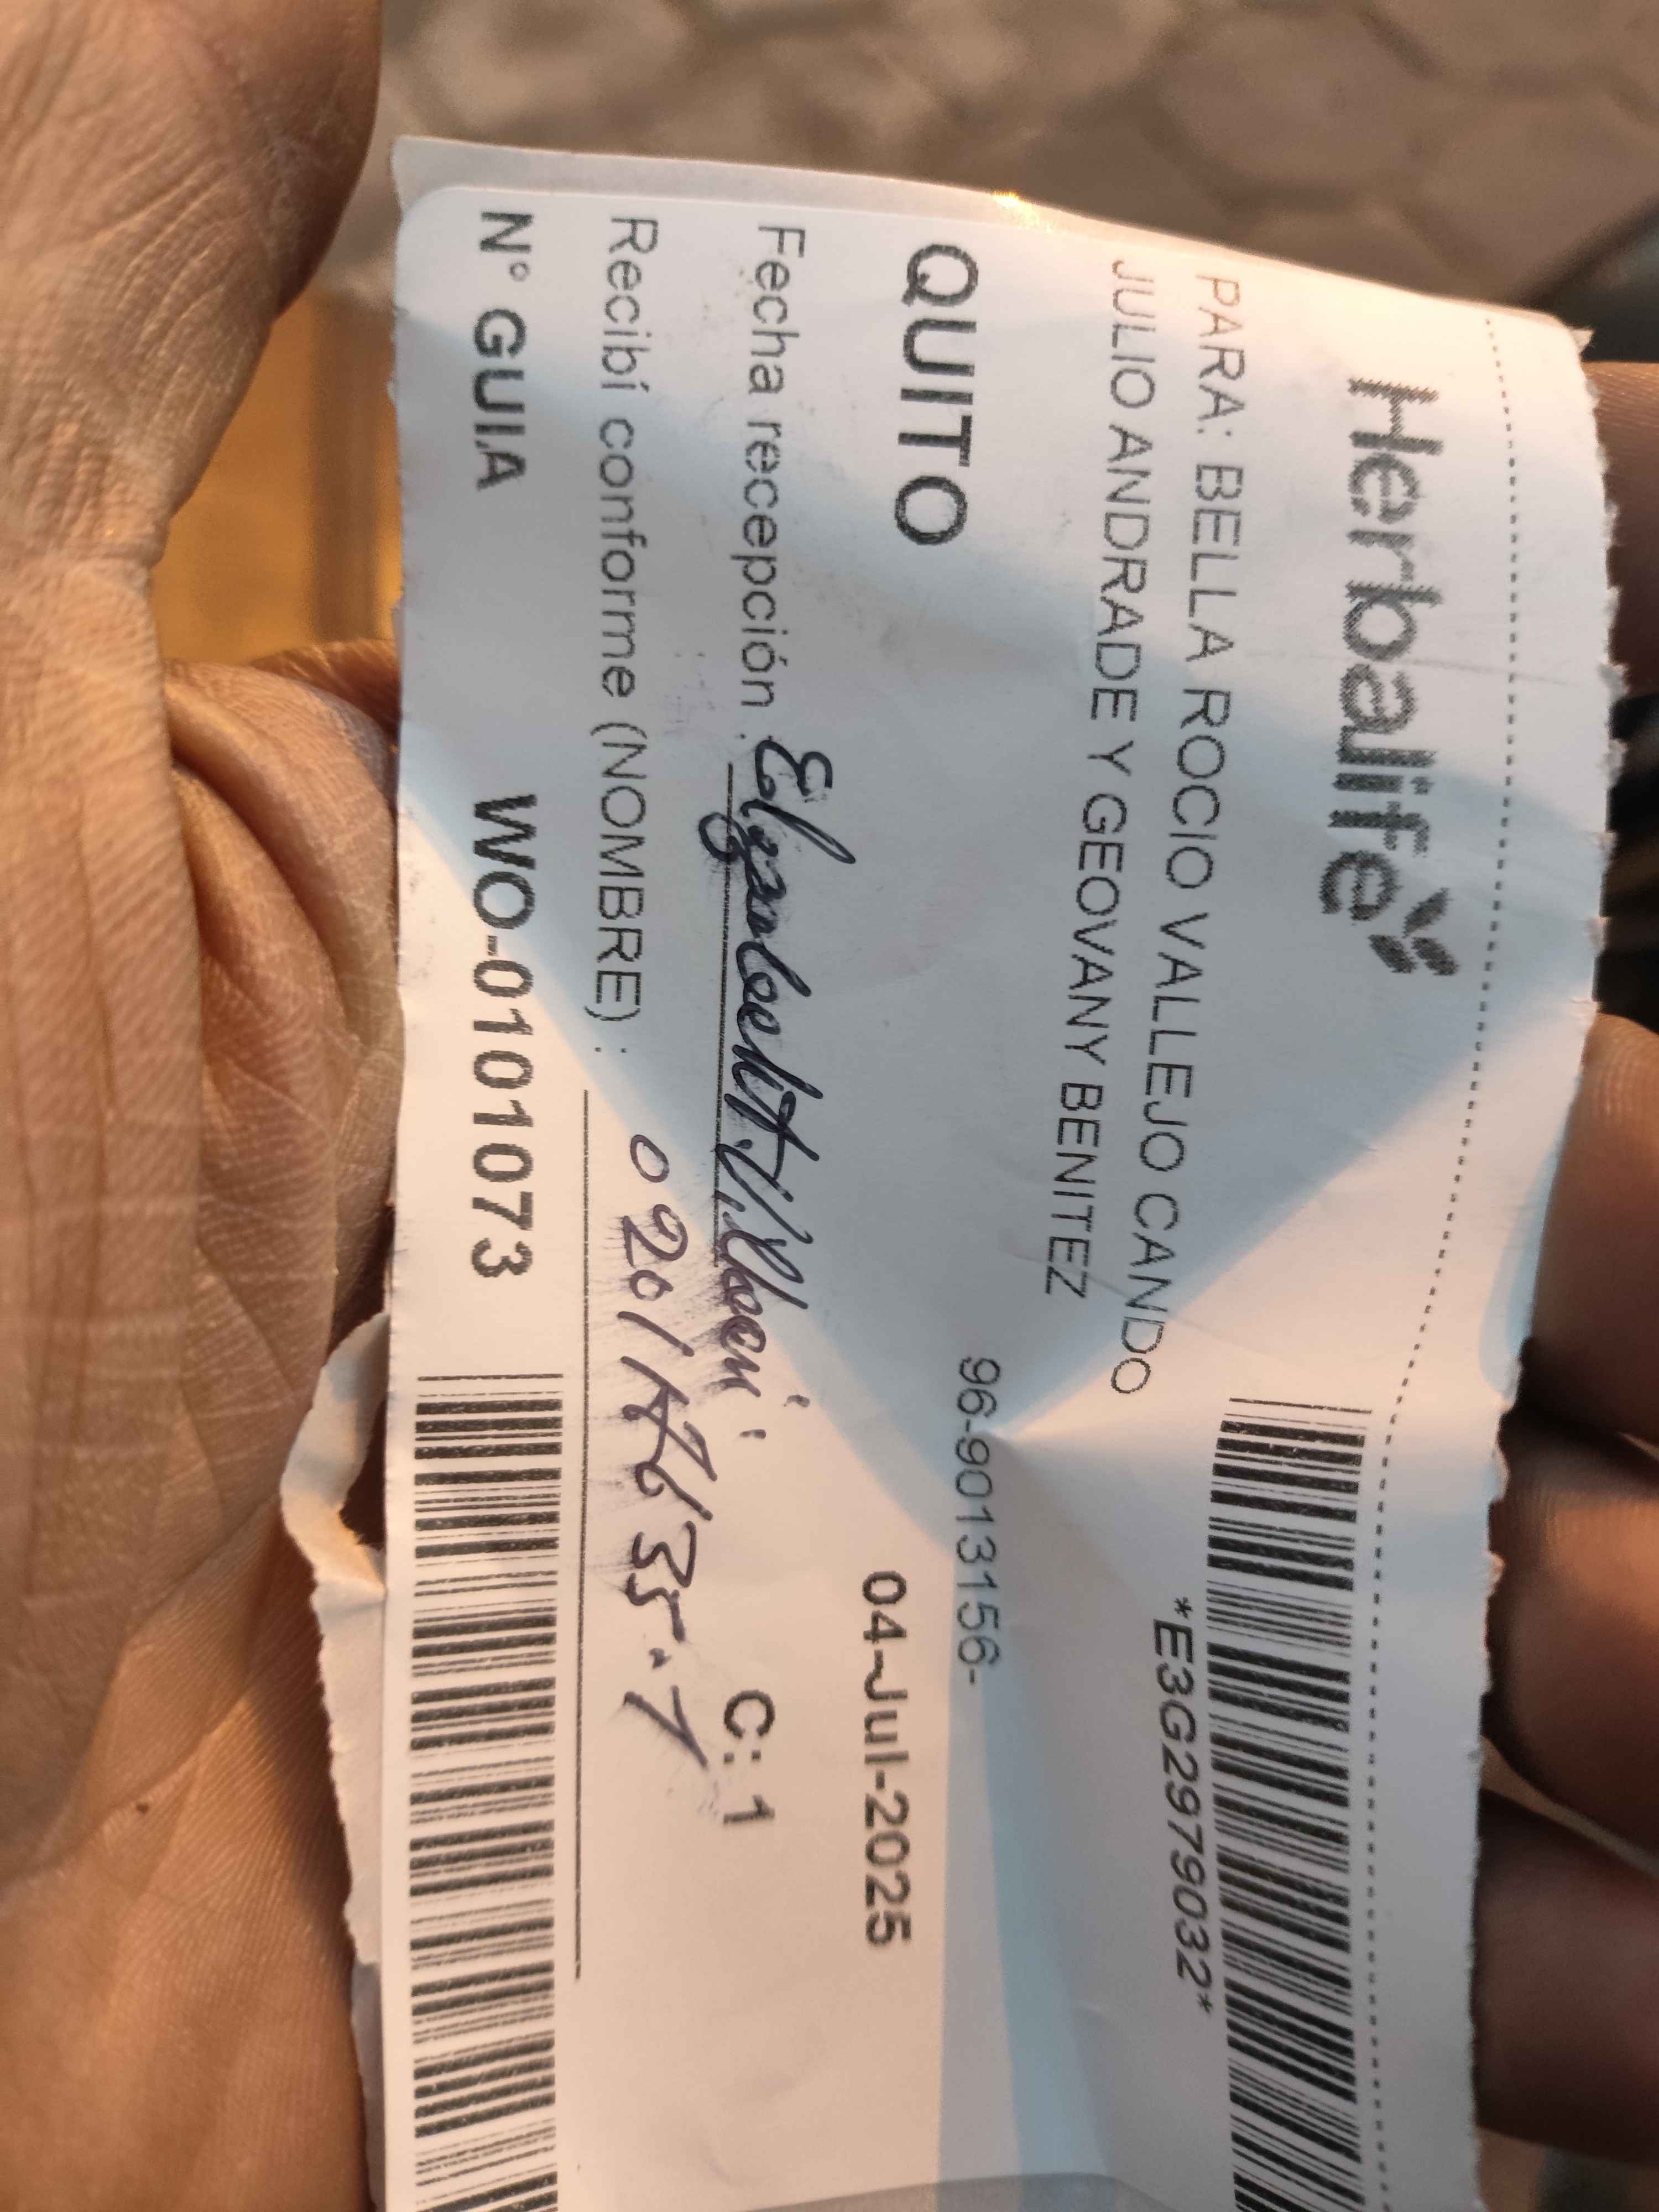 Herbalife
*E3G2979032*
PARA: BELLA ROCIO VALLEJO CANDO
JULIO ANDRADE Y GEOVANY BENITEZ
96-9013156-
QUITO
04-Jul-2025
Fecha recepción :
C: 1
Recibí conforme (NOMBRE) :
N° GUIA WO-0101073